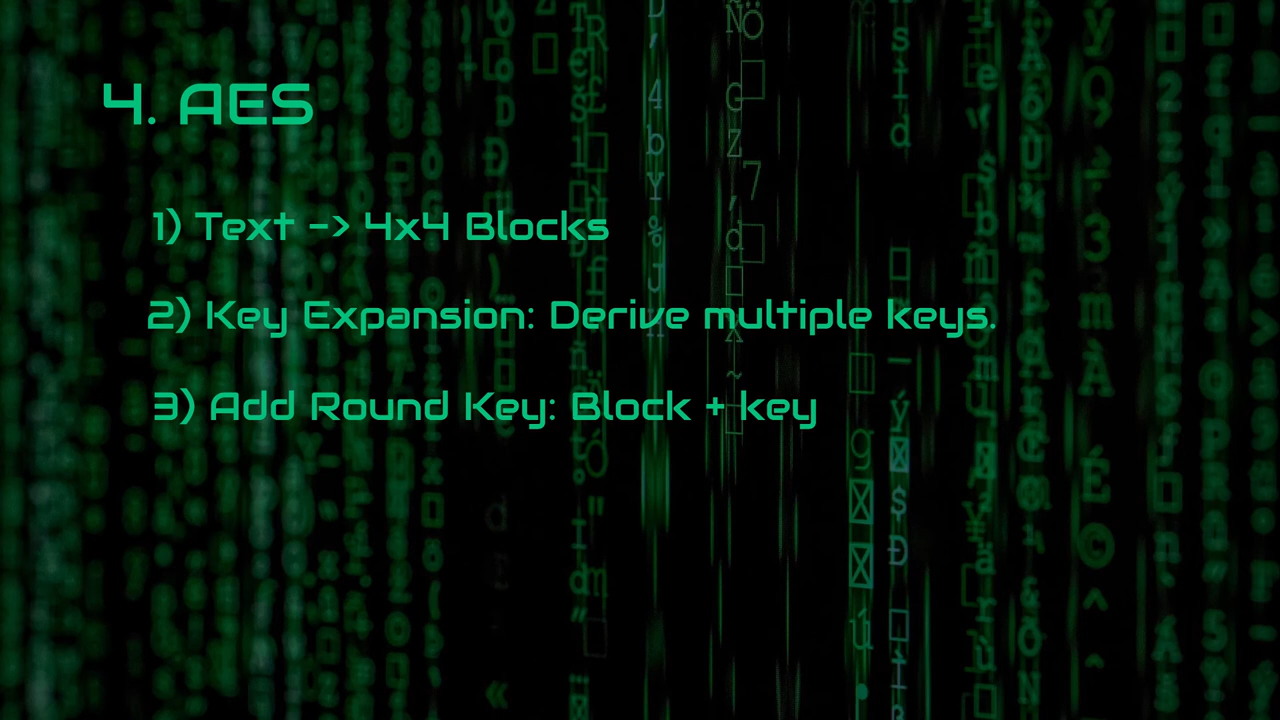 4. AES
1) Text -> 4x4 Blocks
2) Key Expansion: Derive multiple keys.
3) Add Round Key: Block + key